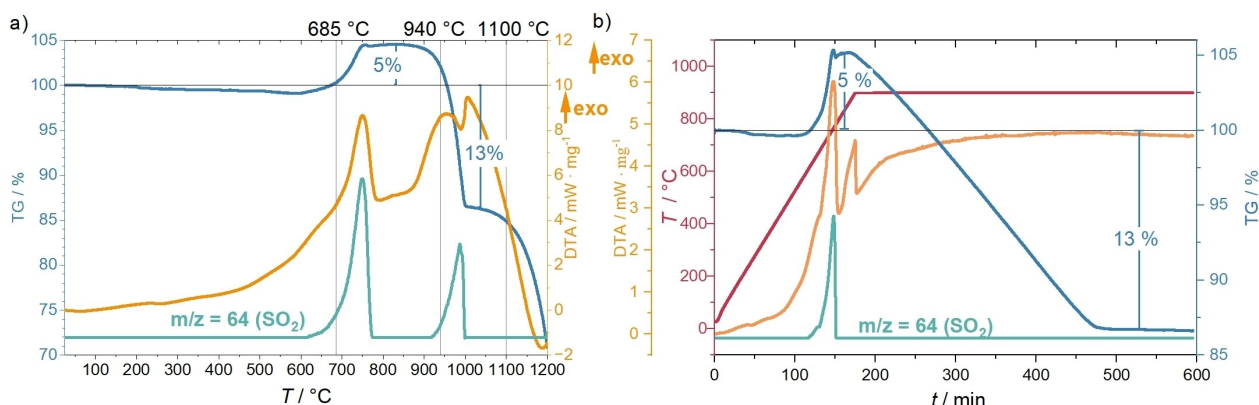 a)
685 °C
940 °C
1100 °C
105
100
95
90
85
80
75
70
TG / %
5%
13%
exo
12
10
8
6
4
2
0
−2
DTA / mW · mg⁻¹
m/z = 64 (SO₂)
100 200 300 400 500 600 700 800 900 1000 1100 1200
T / °C
b)
exo
7
6
5
4
3
2
1
0
DTA / mW · mg⁻¹
1000
800
600
400
200
0
T / °C
5 %
13 %
m/z = 64 (SO₂)
105
100
95
90
85
TG / %
0 100 200 300 400 500 600
t / min